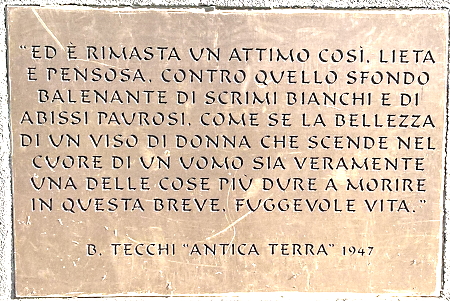 “ED È RIMASTA UN ATTIMO COSÌ, LIETA
E PENSOSA, CONTRO QUELLO SFONDO
BALENANTE DI SCRIMI BIANCHI E DI
ABISSI PAUROSI, COME SE LA BELLEZZA
DI UN VISO DI DONNA CHE SCENDE NEL
CUORE DI UN UOMO SIA VERAMENTE
UNA DELLE COSE PIÙ DURE A MORIRE
IN QUESTA BREVE, FUGGEVOLE VITA.”
B. TECCHI “ANTICA TERRA” 1947